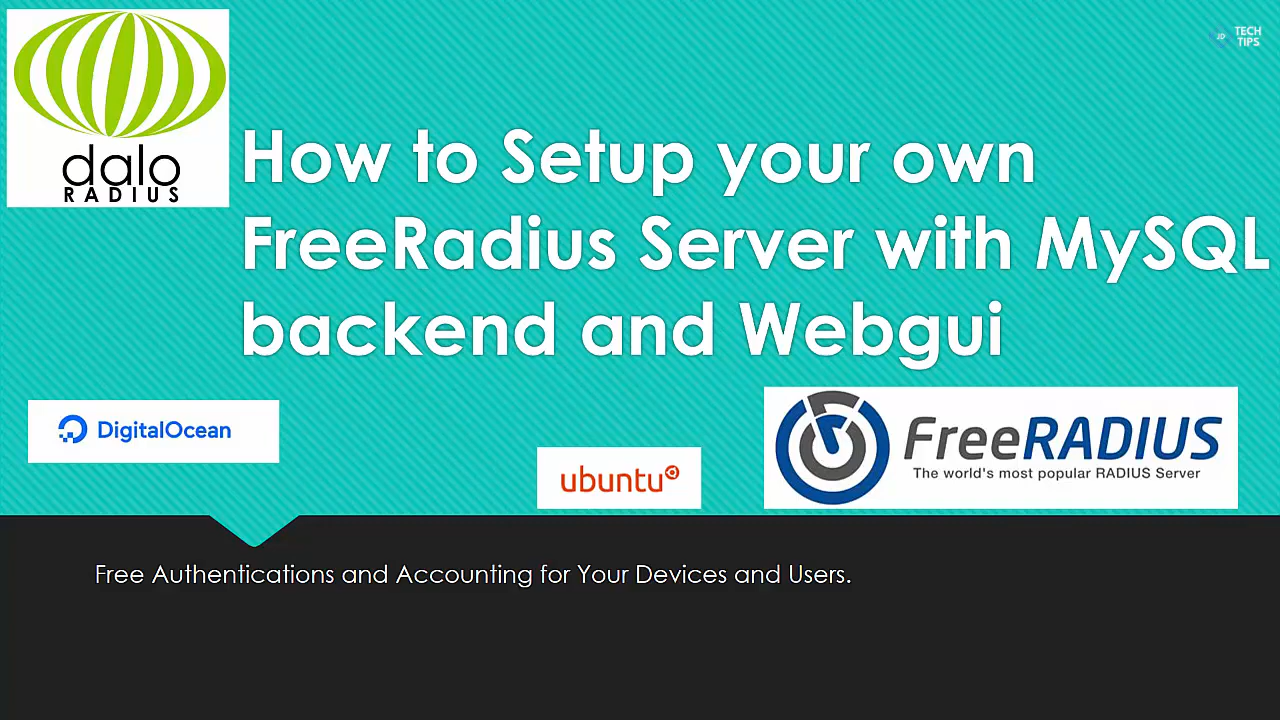 dalo
RADIUS
JD TECH
TIPS
How to Setup your own
FreeRadius Server with MySQL
backend and Webgui
DigitalOcean
ubuntu
FreeRADIUS
The world's most popular RADIUS Server
Free Authentications and Accounting for Your Devices and Users.